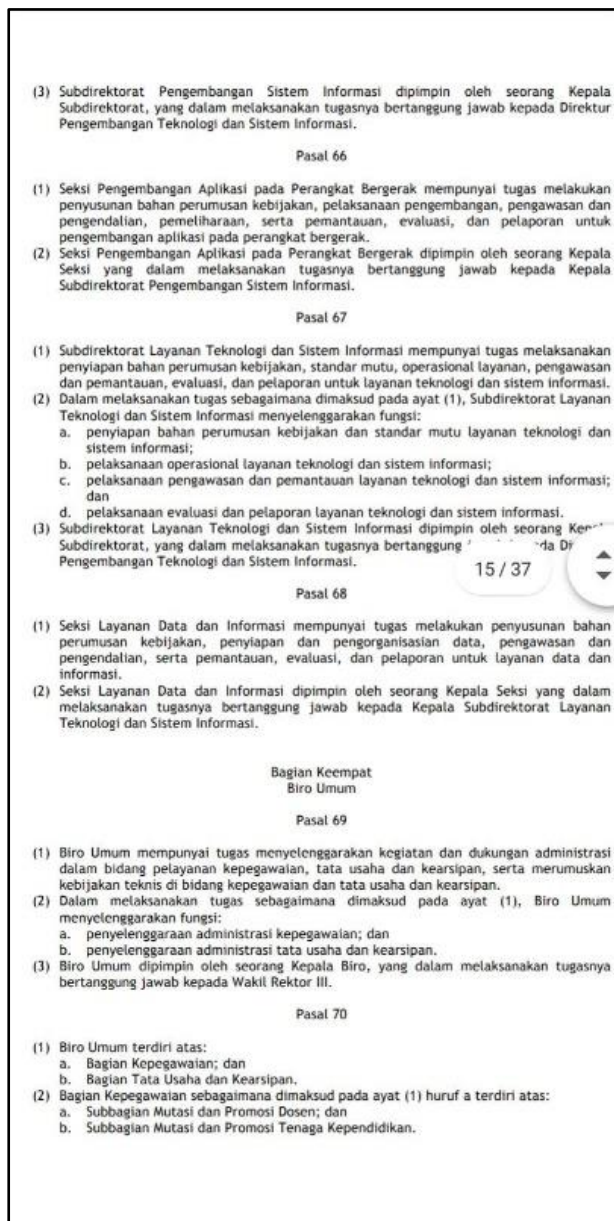 (3) Subdirektorat Pengembangan Sistem Informasi dipimpin oleh seorang Kepala
Subdirektorat, yang dalam melaksanakan tugasnya bertanggung jawab kepada Direktur
Pengembangan Teknologi dan Sistem Informasi.
Pasal 66
(1) Seksi Pengembangan Aplikasi pada Perangkat Bergerak mempunyai tugas melakukan
penyusunan bahan perumusan kebijakan, pelaksanaan pengembangan, pengawasan dan
pengendalian, pemeliharaan, serta pemantauan, evaluasi, dan pelaporan untuk
pengembangan aplikasi pada perangkat bergerak.
(2) Seksi Pengembangan Aplikasi pada Perangkat Bergerak dipimpin oleh seorang Kepala
Seksi yang dalam melaksanakan tugasnya bertanggung jawab kepada Kepala
Subdirektorat Pengembangan Sistem Informasi.
Pasal 67
(1) Subdirektorat Layanan Teknologi dan Sistem Informasi mempunyai tugas melaksanakan
penyiapan bahan perumusan kebijakan, standar mutu, operasional layanan, pengawasan
dan pemantauan, evaluasi, dan pelaporan untuk layanan teknologi dan sistem informasi.
(2) Dalam melaksanakan tugas sebagaimana dimaksud pada ayat (1), Subdirektorat Layanan
Teknologi dan Sistem Informasi menyelenggarakan fungsi:
a. penyiapan bahan perumusan kebijakan dan standar mutu layanan teknologi dan
sistem informasi;
b. pelaksanaan operasional layanan teknologi dan sistem informasi;
c. pelaksanaan pengawasan dan pemantauan layanan teknologi dan sistem informasi;
dan
d. pelaksanaan evaluasi dan pelaporan layanan teknologi dan sistem informasi.
(3) Subdirektorat Layanan Teknologi dan Sistem Informasi dipimpin oleh seorang
Subdirektorat, yang dalam melaksanakan tugasnya bertanggung
Pengembangan Teknologi dan Sistem Informasi.
15 / 37
Pasal 68
(1) Seksi Layanan Data dan Informasi mempunyai tugas melakukan penyusunan bahan
perumusan kebijakan, penyiapan dan pengorganisasian data, pengawasan dan
pengendalian, serta pemantauan, evaluasi, dan pelaporan untuk layanan data dan
informasi.
(2) Seksi Layanan Data dan Informasi dipimpin oleh seorang Kepala Seksi yang dalam
melaksanakan tugasnya bertanggung jawab kepada Kepala Subdirektorat Layanan
Teknologi dan Sistem Informasi.
Bagian Keempat
Biro Umum
Pasal 69
(1) Biro Umum mempunyai tugas menyelenggarakan kegiatan dan dukungan administrasi
dalam bidang pelayanan kepegawaian, tata usaha dan kearsipan, serta merumuskan
kebijakan teknis di bidang kepegawaian dan tata usaha dan kearsipan.
(2) Dalam melaksanakan tugas sebagaimana dimaksud pada ayat (1), Biro Umum
menyelenggarakan fungsi:
a. penyelenggaraan administrasi kepegawaian; dan
b. penyelenggaraan administrasi tata usaha dan kearsipan.
(3) Biro Umum dipimpin oleh seorang Kepala Biro, yang dalam melaksanakan tugasnya
bertanggung jawab kepada Wakil Rektor III.
Pasal 70
(1) Biro Umum terdiri atas:
a. Bagian Kepegawaian; dan
b. Bagian Tata Usaha dan Kearsipan.
(2) Bagian Kepegawaian sebagaimana dimaksud pada ayat (1) huruf a terdiri atas:
a. Subbagian Mutasi dan Promosi Dosen; dan
b. Subbagian Mutasi dan Promosi Tenaga Kependidikan.